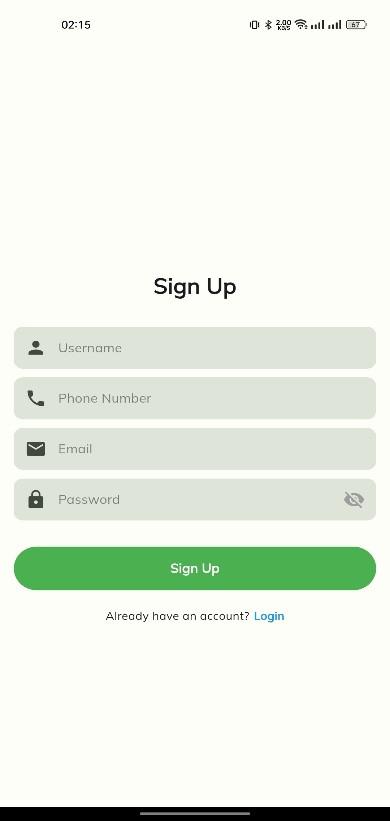 02:15
2.00
KB/S
67
Sign Up
Username
Phone Number
Email
Password
Sign Up
Already have an account? Login